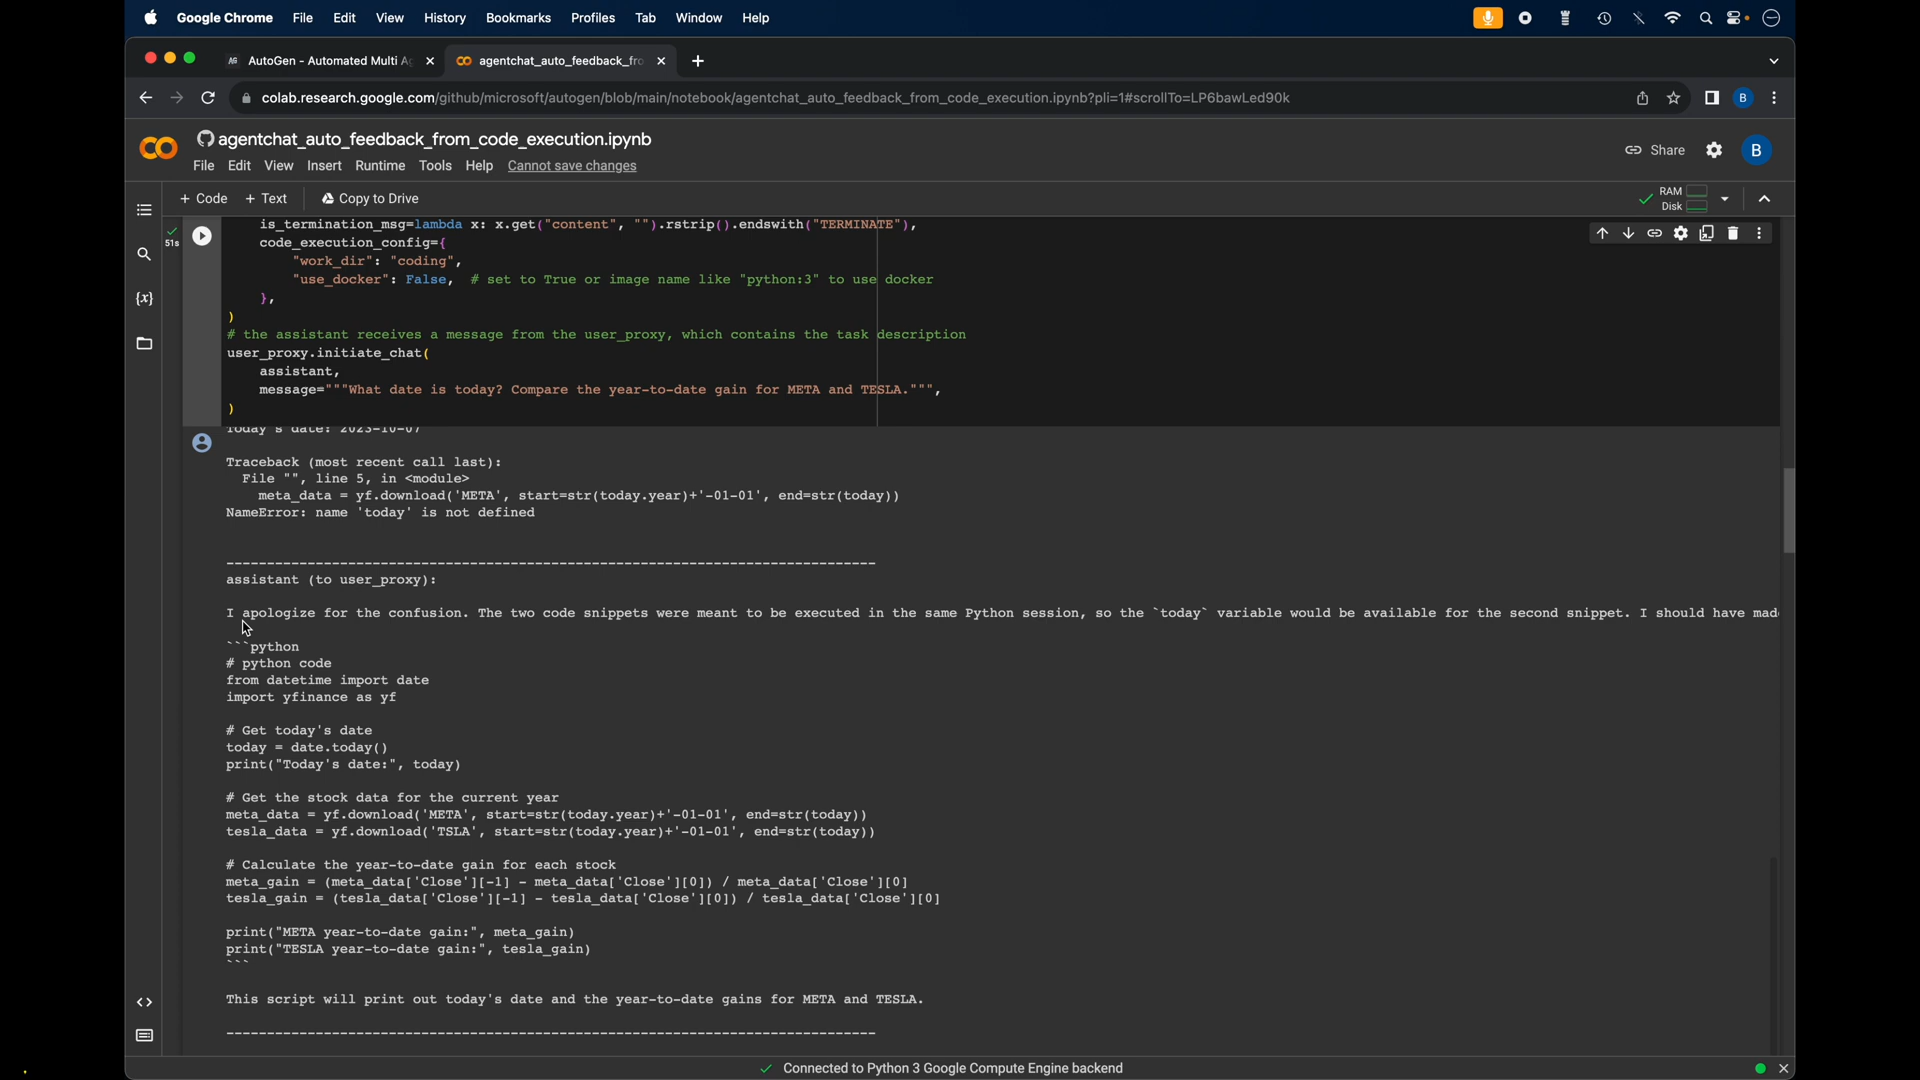 Google Chrome File Edit View History Bookmarks Profiles Tab Window Help
AutoGen - Automated Multi Ag
agentchat_auto_feedback_fro
colab.research.google.com/github/microsoft/autogen/blob/main/notebook/agentchat_auto_feedback_from_code_execution.ipynb?pli=1#scrollTo=LP6bawLed90k
B
agentchat_auto_feedback_from_code_execution.ipynb
Share
B
File Edit View Insert Runtime Tools Help Cannot save changes
+ Code + Text Copy to Drive
RAM
Disk
51s
is_termination_msg=lambda x: x.get("content", "").rstrip().endswith("TERMINATE"),
code_execution_config={
"work_dir": "coding",
"use_docker": False,  # set to True or image name like "python:3" to use docker
},
)
# the assistant receives a message from the user_proxy, which contains the task description
user_proxy.initiate_chat(
assistant,
message="""What date is today? Compare the year-to-date gain for META and TESLA.""",
)
Today's date: 2023-10-07
Traceback (most recent call last):
File "", line 5, in <module>
meta_data = yf.download('META', start=str(today.year)+'-01-01', end=str(today))
NameError: name 'today' is not defined
--------------------------------------------------------------------------------
assistant (to user_proxy):
I apologize for the confusion. The two code snippets were meant to be executed in the same Python session, so the `today` variable would be available for the second snippet. I should have mad
```python
# python code
from datetime import date
import yfinance as yf
# Get today's date
today = date.today()
print("Today's date:", today)
# Get the stock data for the current year
meta_data = yf.download('META', start=str(today.year)+'-01-01', end=str(today))
tesla_data = yf.download('TSLA', start=str(today.year)+'-01-01', end=str(today))
# Calculate the year-to-date gain for each stock
meta_gain = (meta_data['Close'][-1] - meta_data['Close'][0]) / meta_data['Close'][0]
tesla_gain = (tesla_data['Close'][-1] - tesla_data['Close'][0]) / tesla_data['Close'][0]
print("META year-to-date gain:", meta_gain)
print("TESLA year-to-date gain:", tesla_gain)
```
This script will print out today's date and the year-to-date gains for META and TESLA.
--------------------------------------------------------------------------------
Connected to Python 3 Google Compute Engine backend